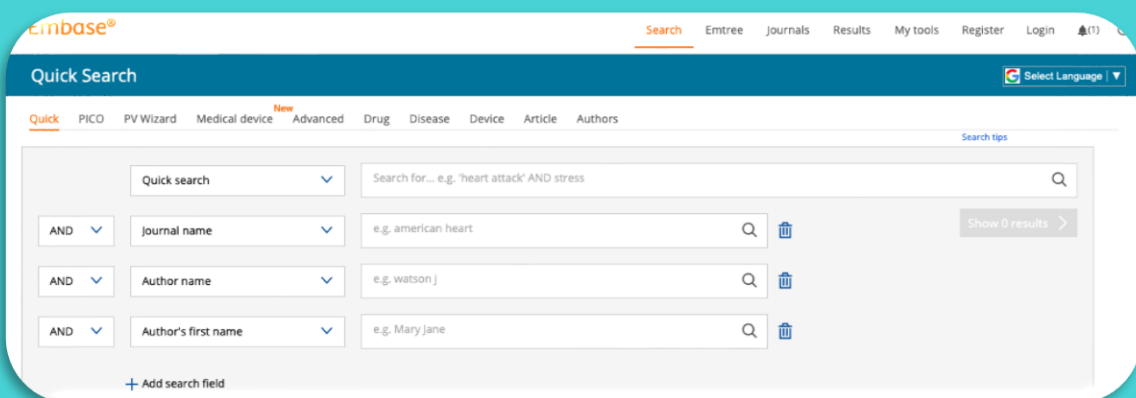 Embase®
Search Emtree Journals Results My tools Register Login (1)
Quick Search
G Select Language ▼
New
Quick PICO PV Wizard Medical device Advanced Drug Disease Device Article Authors
Search tips
Quick search Search for... e.g. 'heart attack' AND stress
AND Journal name e.g. american heart Show 0 results
AND Author name e.g. watson j
AND Author's first name e.g. Mary Jane
+ Add search field